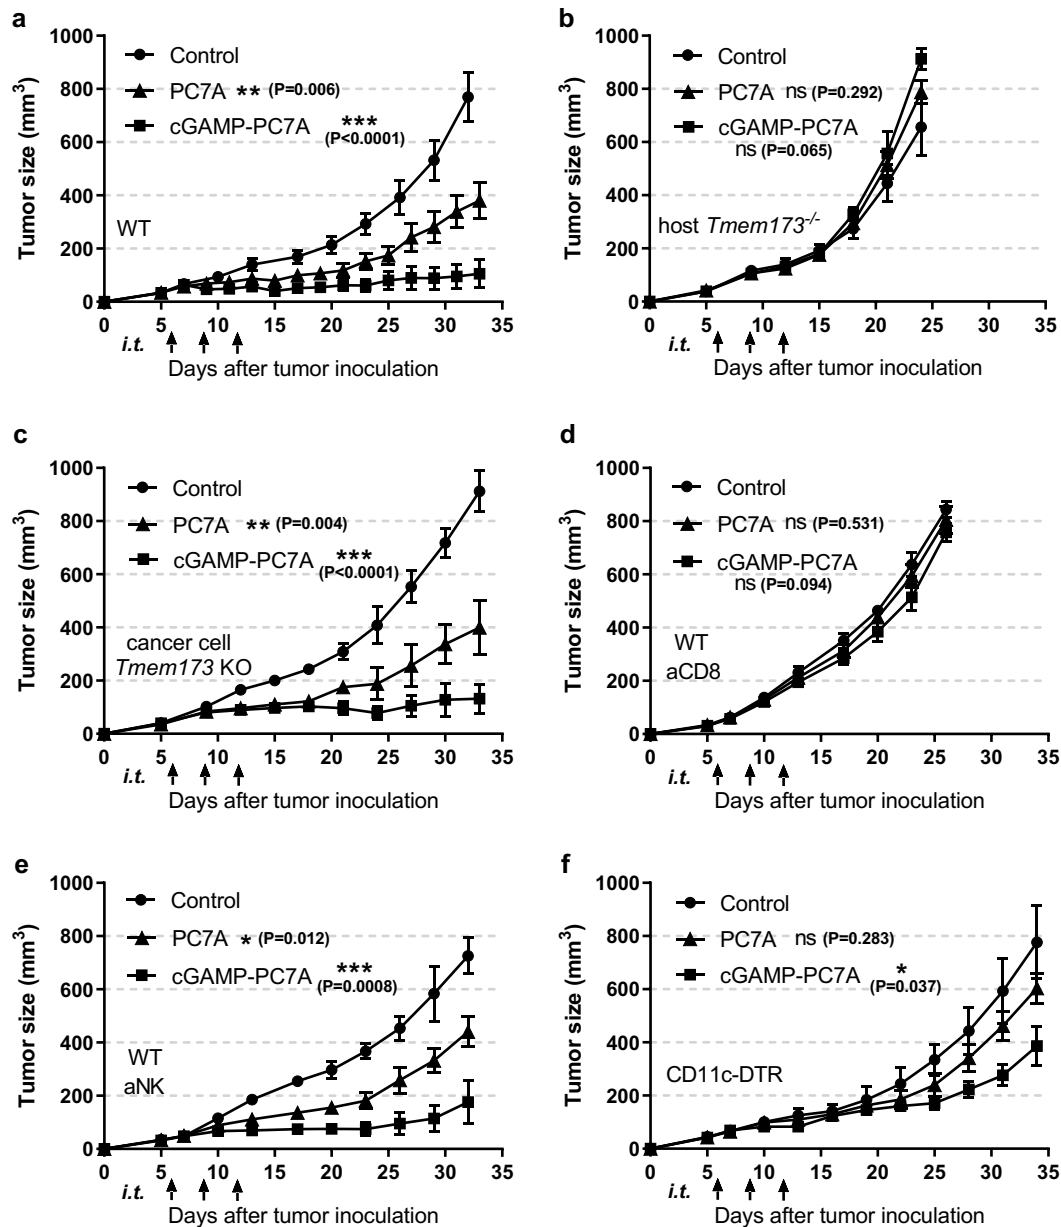 a
Tumor size (mm³)
1000
800
600
400
200
0
Control
PC7A ** (P=0.006)
cGAMP-PC7A ***
(P<0.0001)
WT
0 5 10 15 20 25 30 35
i.t.
Days after tumor inoculation
b
Tumor size (mm³)
1000
800
600
400
200
0
Control
PC7A ns (P=0.292)
cGAMP-PC7A
ns (P=0.065)
host Tmem173-/-
0 5 10 15 20 25 30 35
i.t.
Days after tumor inoculation
c
Tumor size (mm³)
1000
800
600
400
200
0
Control
PC7A ** (P=0.004)
cGAMP-PC7A ***
(P<0.0001)
cancer cell
Tmem173 KO
0 5 10 15 20 25 30 35
i.t.
Days after tumor inoculation
d
Tumor size (mm³)
1000
800
600
400
200
0
Control
PC7A ns (P=0.531)
cGAMP-PC7A
ns (P=0.094)
WT
aCD8
0 5 10 15 20 25 30 35
i.t.
Days after tumor inoculation
e
Tumor size (mm³)
1000
800
600
400
200
0
Control
PC7A * (P=0.012)
cGAMP-PC7A ***
(P=0.0008)
WT
aNK
0 5 10 15 20 25 30 35
i.t.
Days after tumor inoculation
f
Tumor size (mm³)
1000
800
600
400
200
0
Control
PC7A ns (P=0.283)
cGAMP-PC7A *
(P=0.037)
CD11c-DTR
0 5 10 15 20 25 30 35
i.t.
Days after tumor inoculation